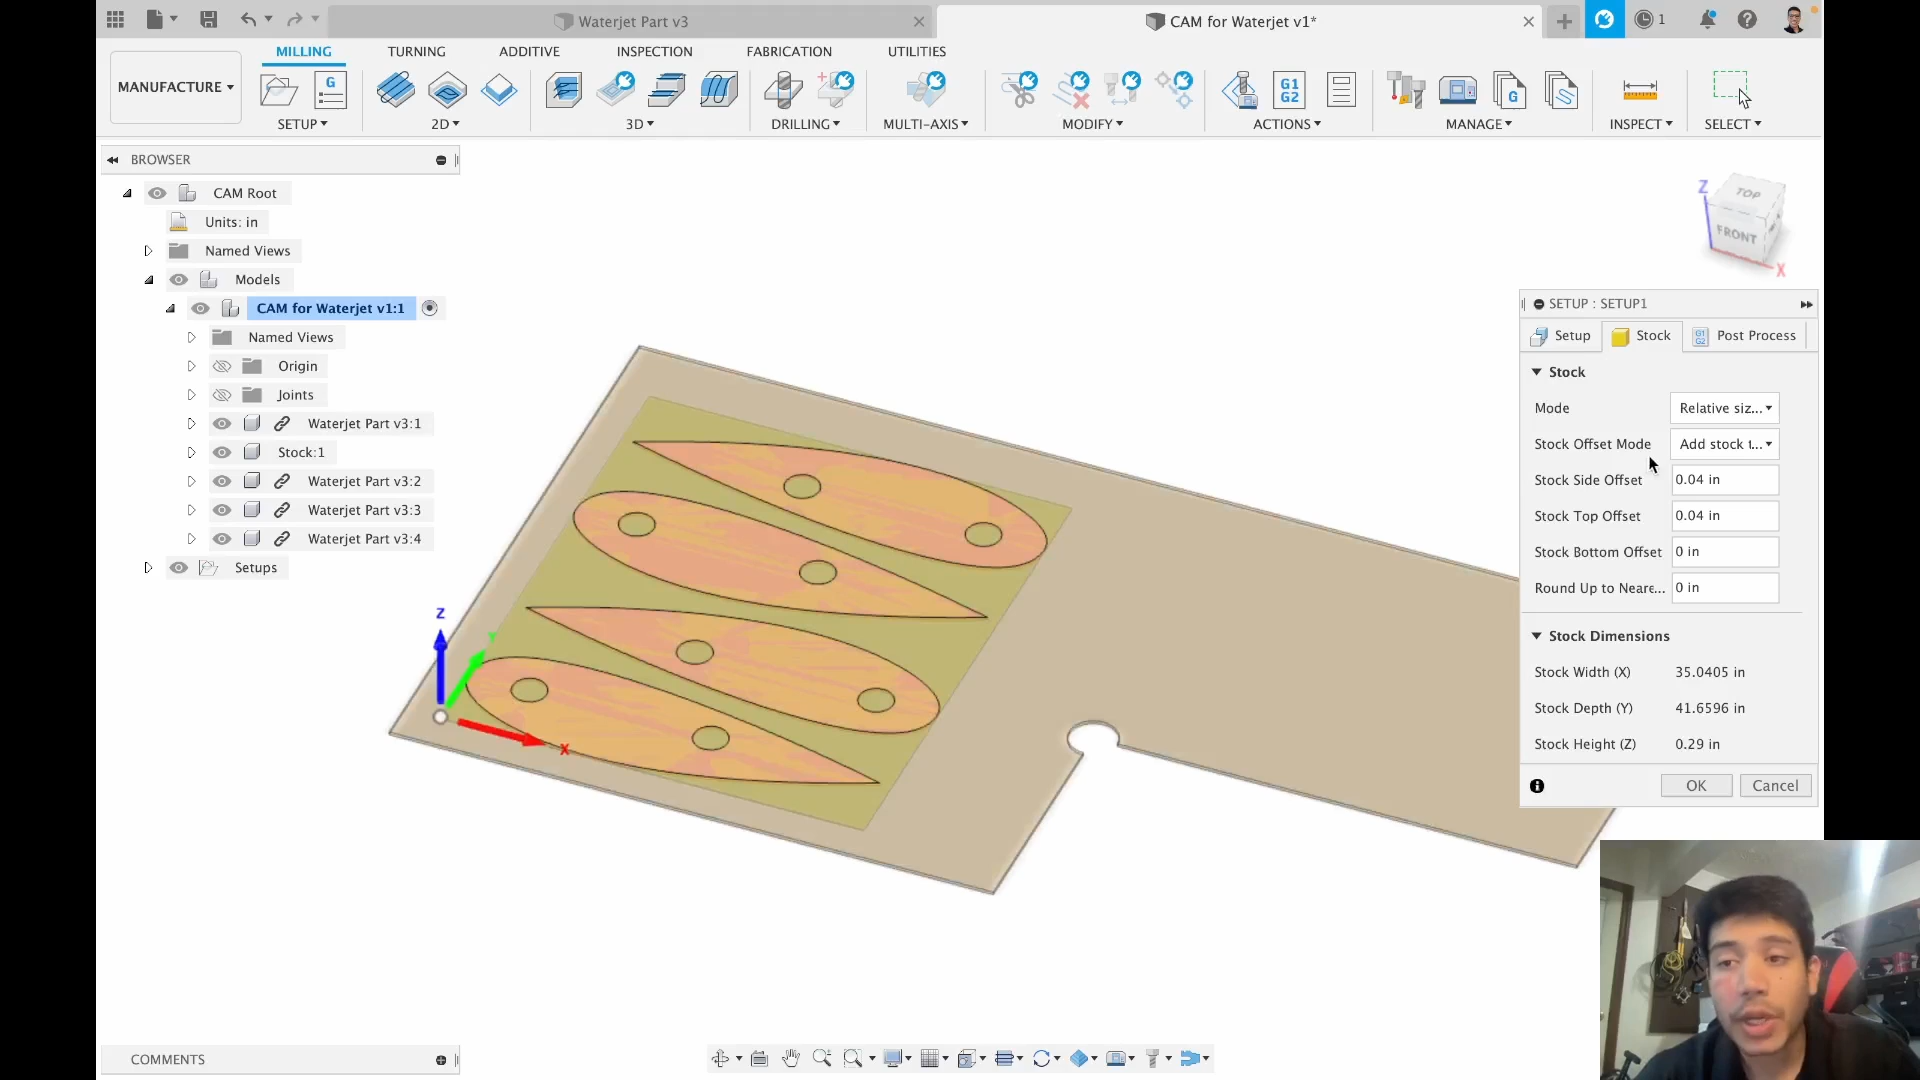 Waterjet Part v3
CAM for Waterjet v1*
1
MANUFACTURE
MILLING
TURNING
ADDITIVE
INSPECTION
FABRICATION
UTILITIES
G
G1
G2
G
SETUP
2D
3D
DRILLING
MULTI-AXIS
MODIFY
ACTIONS
MANAGE
INSPECT
SELECT
BROWSER
CAM Root
Units: in
Named Views
Models
CAM for Waterjet v1:1
Named Views
Origin
Joints
Waterjet Part v3:1
Stock:1
Waterjet Part v3:2
Waterjet Part v3:3
Waterjet Part v3:4
Setups
Z
Y
X
Z
TOP
FRONT
X
SETUP : SETUP1
Setup
Stock
G1
G2
Post Process
Stock
Mode
Relative siz...
Stock Offset Mode
Add stock t...
Stock Side Offset
0.04 in
Stock Top Offset
0.04 in
Stock Bottom Offset
0 in
Round Up to Neare...
0 in
Stock Dimensions
Stock Width (X)
35.0405 in
Stock Depth (Y)
41.6596 in
Stock Height (Z)
0.29 in
OK
Cancel
COMMENTS